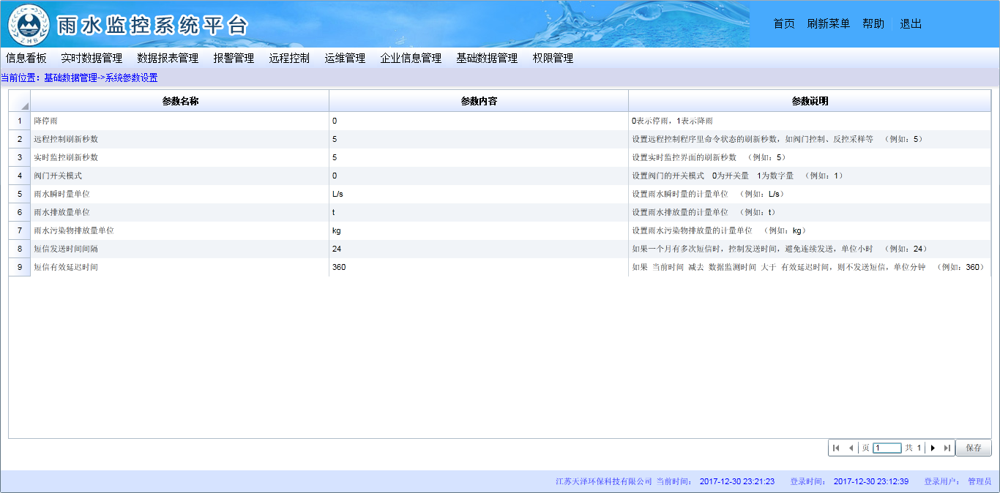 雨水监控系统平台
ZHB
首页 刷新菜单 帮助 退出
信息看板 实时数据管理 数据报表管理 报警管理 远程控制 运维管理 企业信息管理 基础数据管理 权限管理
当前位置：基础数据管理->系统参数设置
参数名称 参数内容 参数说明
1 降停雨 0 0表示停雨，1表示降雨
2 远程控制刷新秒数 5 设置远程控制程序里命令状态的刷新秒数，如阀门控制、反控采样等 （例如：5）
3 实时监控刷新秒数 5 设置实时监控界面的刷新秒数 （例如：5）
4 阀门开关模式 0 设置阀门的开关模式 0为开关量 1为数字量 （例如：1）
5 雨水瞬时量单位 L/s 设置雨水瞬时量的计量单位 （例如：L/s）
6 雨水排放量单位 t 设置雨水排放量的计量单位 （例如：t）
7 雨水污染物排放量单位 kg 设置雨水污染物排放量的计量单位 （例如：kg）
8 短信发送时间间隔 24 如果一个月有多次短信时，控制发送时间，避免连续发送，单位小时 （例如：24）
9 短信有效延迟时间 360 如果 当前时间 减去 数据监测时间 大于 有效延迟时间，则不发送短信，单位分钟 （例如：360）
页 1 共 1 保存
江苏天泽环保科技有限公司 当前时间： 2017-12-30 23:21:23 登录时间： 2017-12-30 23:12:39 登录用户： 管理员